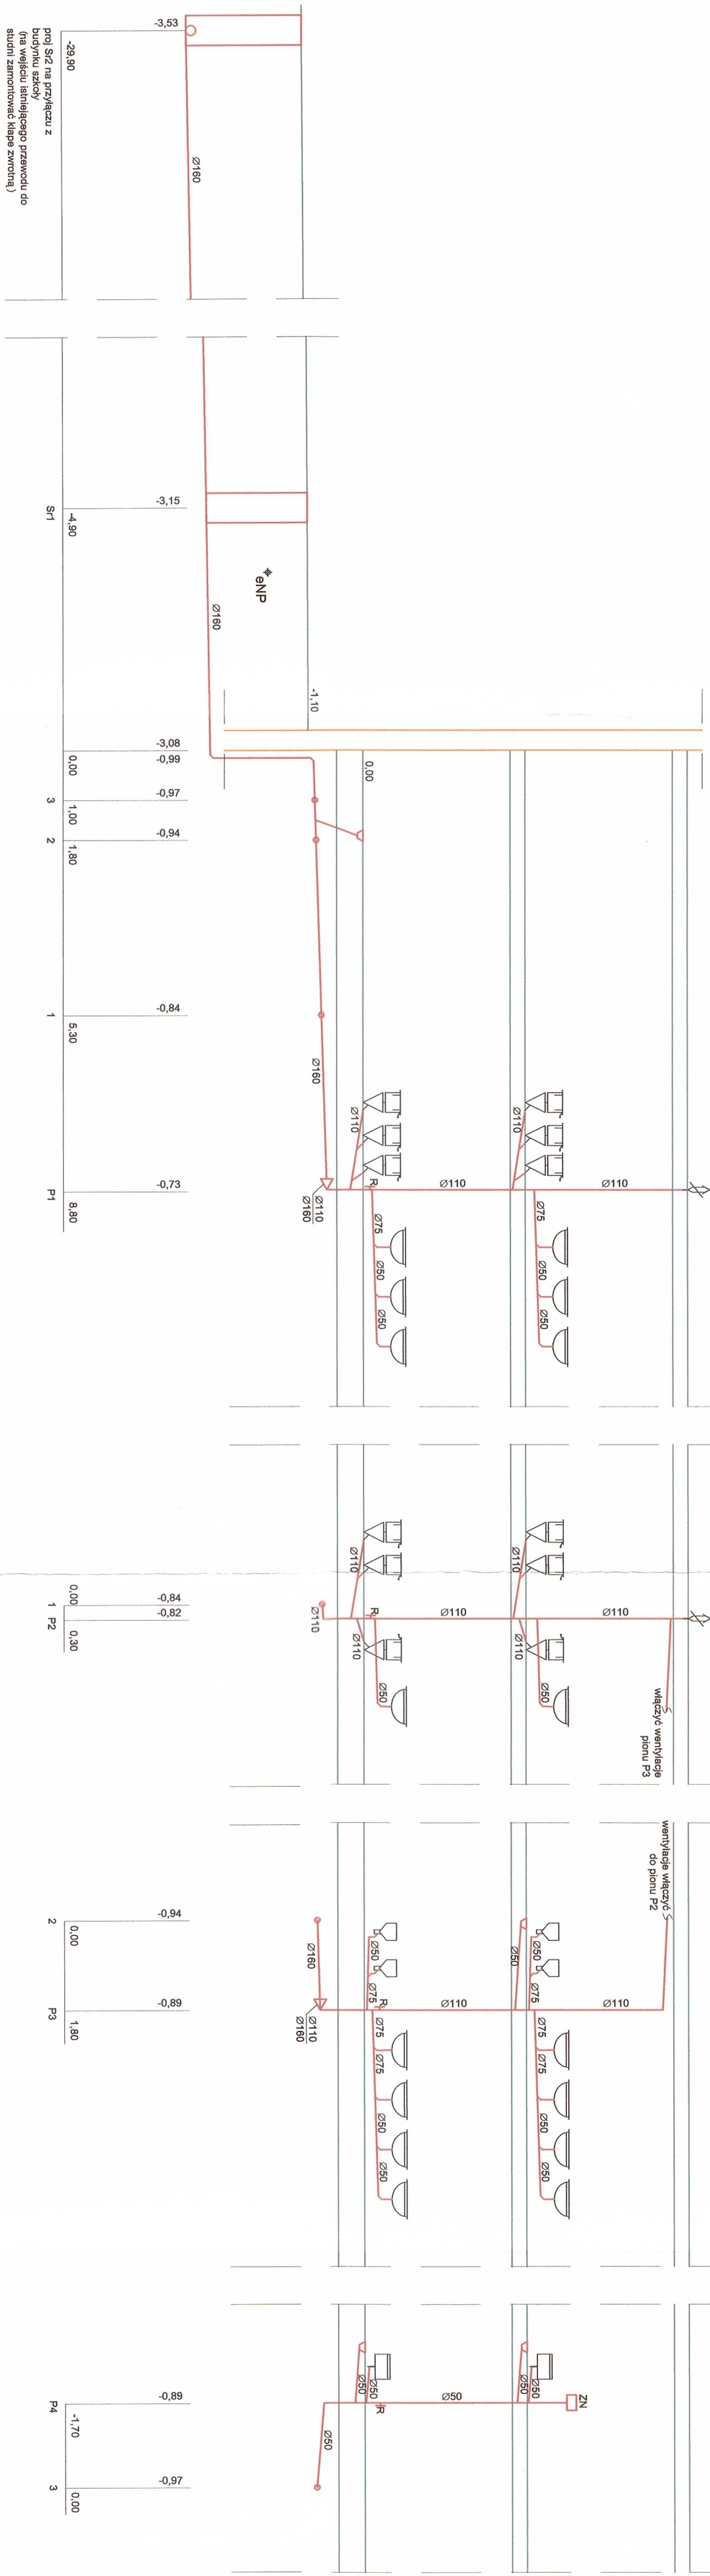 -3,53
-29,90
proj Sr2 na przyłączu z
budynku szkoły
(na wejściu istniejącego przewodu do
studni zamontować klape zwrotną)
Ø160
-3,15
-4,90
Sr1
eNP
Ø160
-1,10
-3,08
-0,99
0,00
0,00
-0,97
1,00
3
-0,94
1,80
2
-0,84
5,30
1
Ø160
-0,73
8,80
P1
Ø110
Ø160
Ø110
R
Ø110
Ø75
Ø50
Ø50
Ø110
Ø110
Ø75
Ø50
Ø50
-0,84
-0,82
0,00
0,30
1
P2
Ø110
Ø110
R
Ø110
Ø110
Ø50
Ø110
Ø110
Ø110
Ø50
włączyć wentylacje
pionu P3
wentylacje włączyć
do pionu P2
-0,94
0,00
2
-0,89
1,80
P3
Ø160
Ø110
Ø160
Ø50
Ø75
R
Ø110
Ø75
Ø75
Ø50
Ø50
Ø50
Ø50
Ø75
Ø110
Ø75
Ø75
Ø50
Ø50
-0,89
-1,70
P4
-0,97
0,00
3
Ø50
Ø50
Ø50
R
Ø50
Ø50
Ø50
ZN